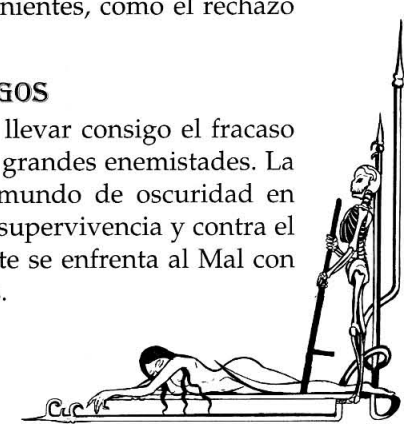 nientes, como el rechazo
GOS
llevar consigo el fracaso
grandes enemistades. La
mundo de oscuridad en
supervivencia y contra el
te se enfrenta al Mal con